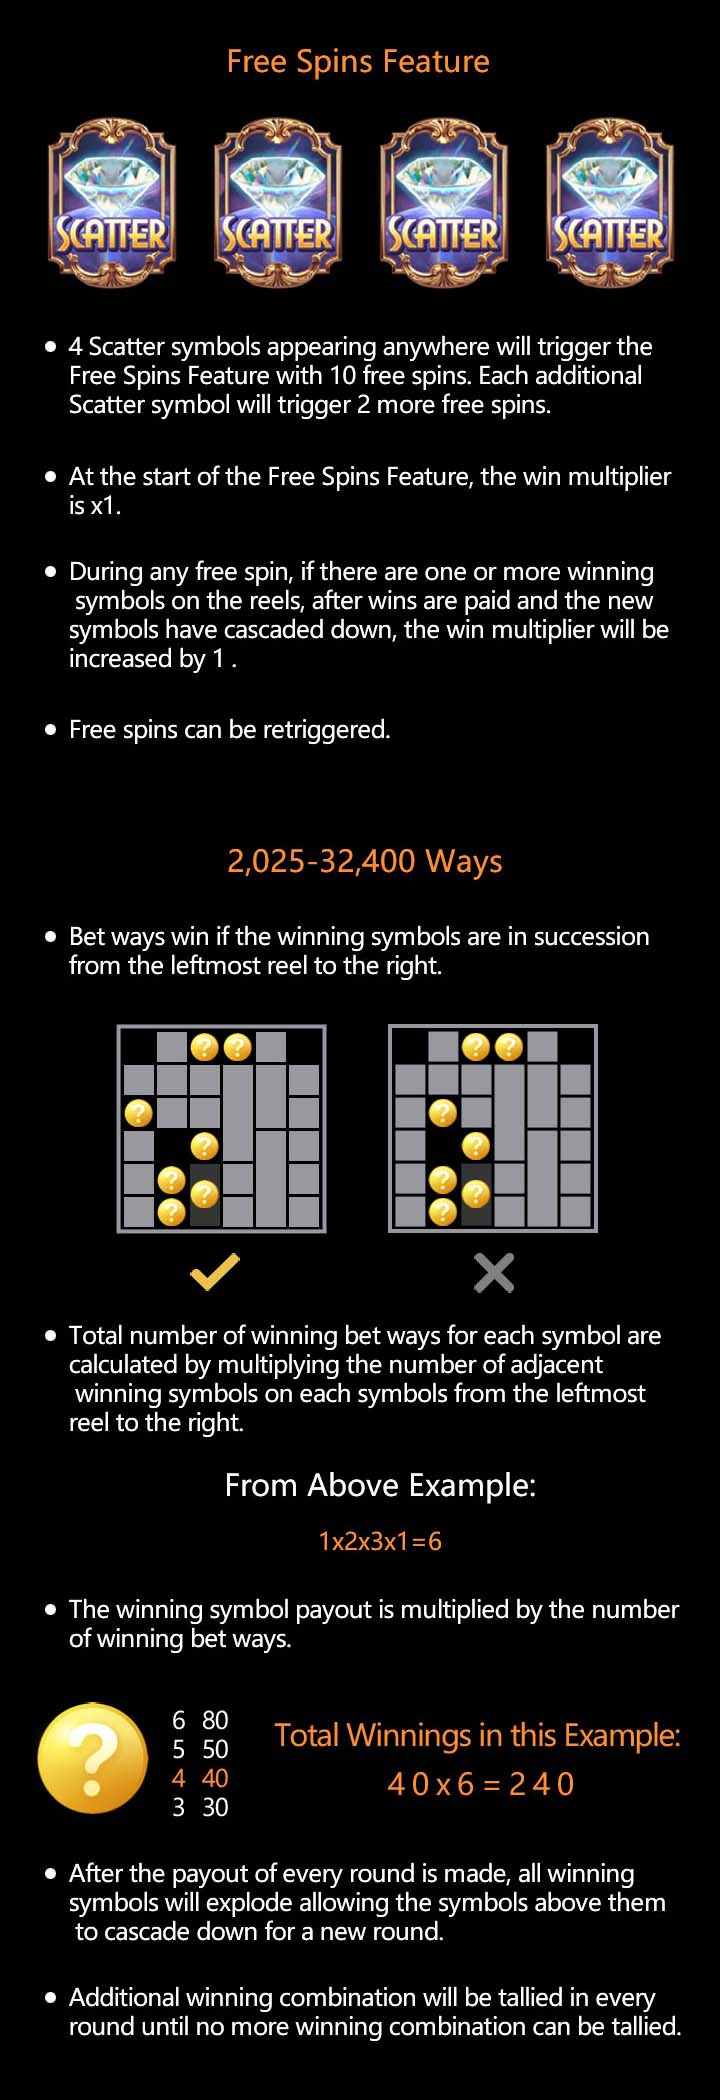 Free Spins Feature
SCATTER SCATTER SCATTER SCATTER
• 4 Scatter symbols appearing anywhere will trigger the
Free Spins Feature with 10 free spins. Each additional
Scatter symbol will trigger 2 more free spins.
• At the start of the Free Spins Feature, the win multiplier
is x1.
• During any free spin, if there are one or more winning
symbols on the reels, after wins are paid and the new
symbols have cascaded down, the win multiplier will be
increased by 1 .
• Free spins can be retriggered.
2,025-32,400 Ways
• Bet ways win if the winning symbols are in succession
from the leftmost reel to the right.
? ? ? ?
? ?
? ?
? ? ? ?
? ?
• Total number of winning bet ways for each symbol are
calculated by multiplying the number of adjacent
winning symbols on each symbols from the leftmost
reel to the right.
From Above Example:
1x2x3x1=6
• The winning symbol payout is multiplied by the number
of winning bet ways.
?
6 80
5 50
4 40
3 30
Total Winnings in this Example:
40x6=240
• After the payout of every round is made, all winning
symbols will explode allowing the symbols above them
to cascade down for a new round.
• Additional winning combination will be tallied in every
round until no more winning combination can be tallied.